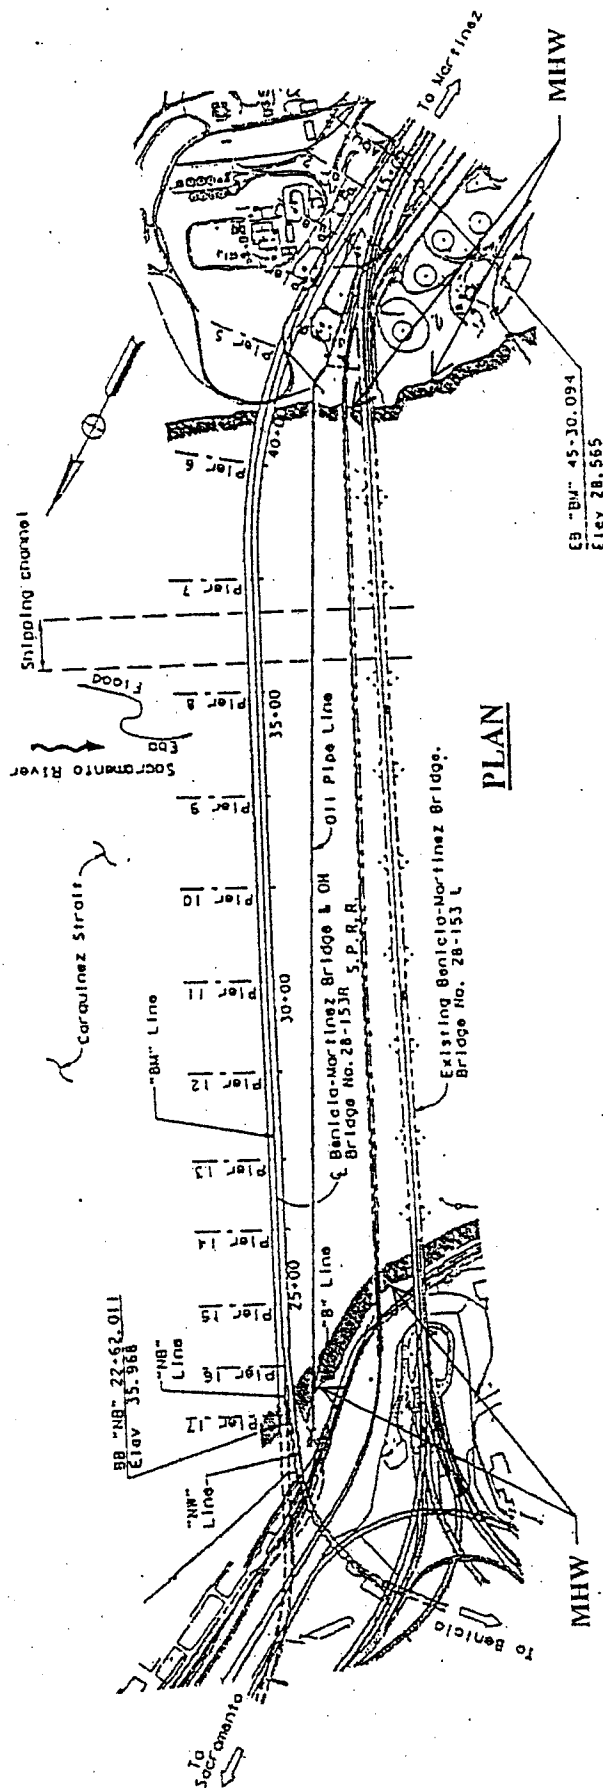 To
Sacramento
MHW
To Benicia
"NW"
Line
BB "NB" 22+62.011
Elev 35.968
"NB"
Line
Pier 17
Pier 16
Pier 15
Pier 14
Pier 13
Pier 12
Pier 11
Pier 10
Pier 9
Pier 8
Pier 7
Pier 6
Pier 5
25+00
30+00
35+00
40+00
45+00
"B" Line
"BM" Line
Carquinez Strait
℄ Benicia-Martinez Bridge & OH
Bridge No. 28-153R
S.P.R.R.
Oil Pipe Line
Existing Benicia-Martinez Bridge.
Bridge No. 28-153 L
Sacramento River
Ebb
Flood
Shipping channel
PLAN
EB "BM" 45+30.094
Elev 28.565
To Martinez
MHW